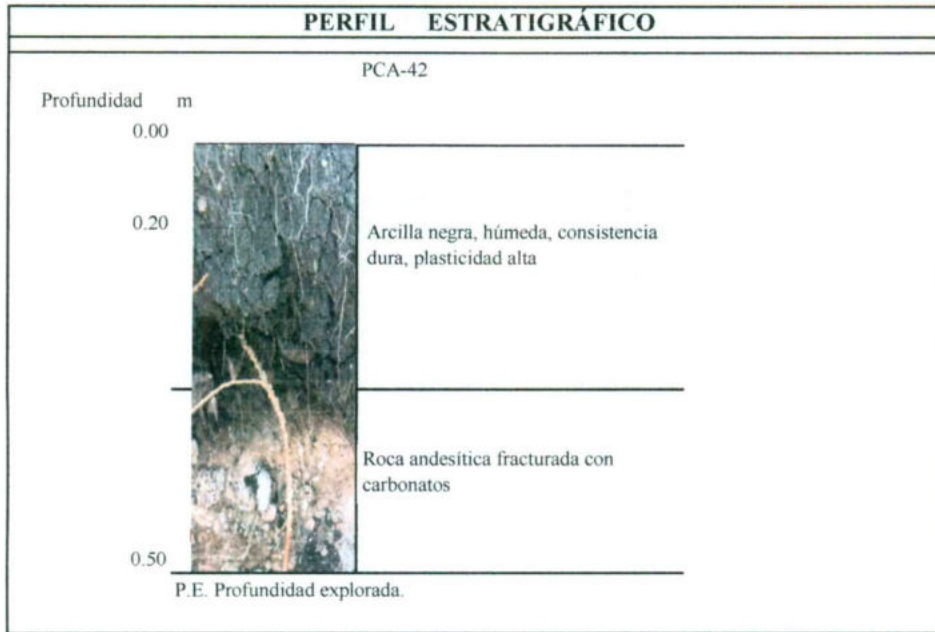 PERFIL ESTRATIGRÁFICO
PCA-42
Profundidad m
0.00
0.20
Arcilla negra, húmeda, consistencia
dura, plasticidad alta
Roca andesítica fracturada con
carbonatos
0.50
P.E. Profundidad explorada.